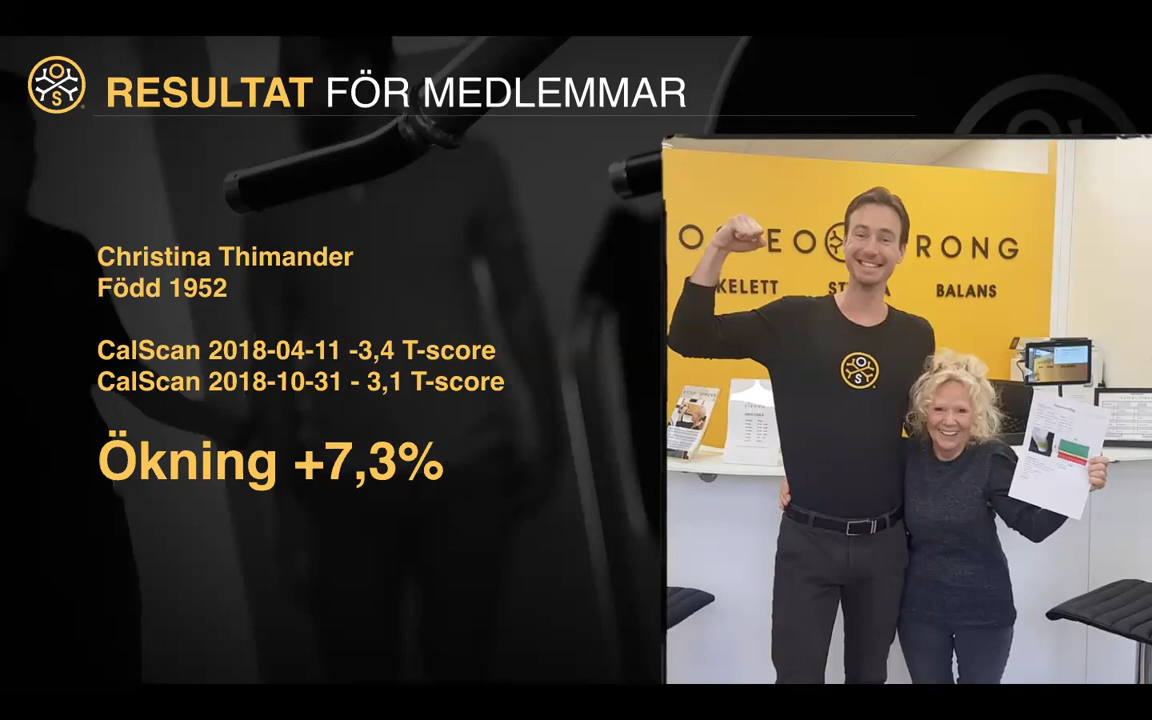 RESULTAT FÖR MEDLEMMAR
Christina Thimander
Född 1952
CalScan 2018-04-11 -3,4 T-score
CalScan 2018-10-31 - 3,1 T-score
Ökning +7,3%
BALANS